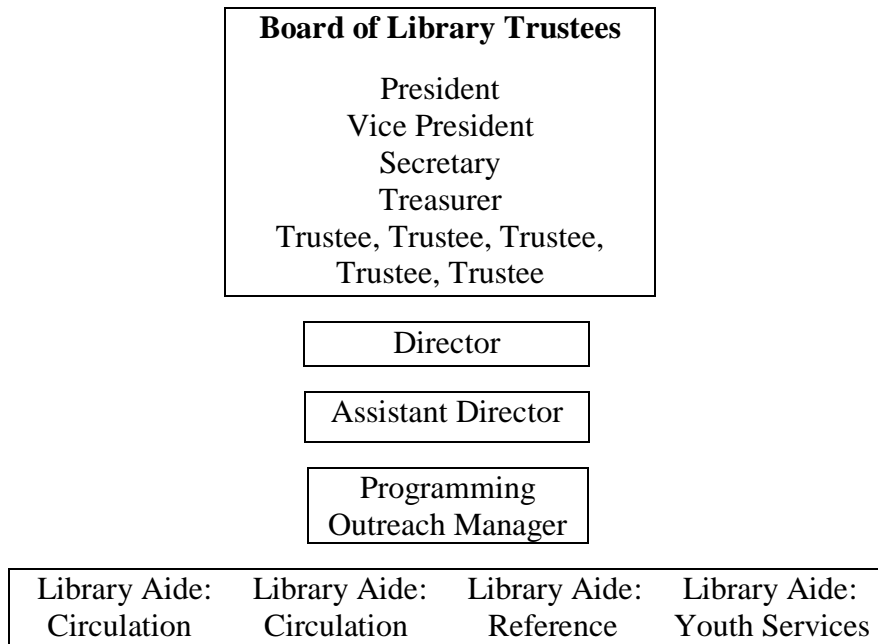 Board of Library Trustees
President
Vice President
Secretary
Treasurer
Trustee, Trustee, Trustee,
Trustee, Trustee
Director
Assistant Director
Programming
Outreach Manager
Library Aide: Library Aide: Library Aide: Library Aide:
Circulation Circulation Reference Youth Services